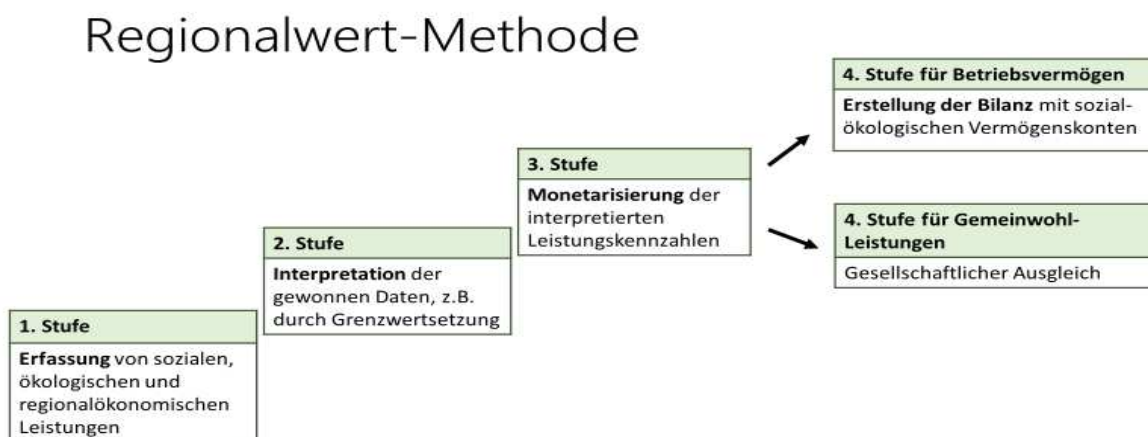 Regionalwert-Methode
4. Stufe für Betriebsvermögen
Erstellung der Bilanz mit sozial-
ökologischen Vermögenskonten
3. Stufe
Monetarisierung der
interpretierten
Leistungskennzahlen
4. Stufe für Gemeinwohl-
Leistungen
Gesellschaftlicher Ausgleich
2. Stufe
Interpretation der
gewonnen Daten, z.B.
durch Grenzwertsetzung
1. Stufe
Erfassung von sozialen,
ökologischen und
regionalökonomischen
Leistungen